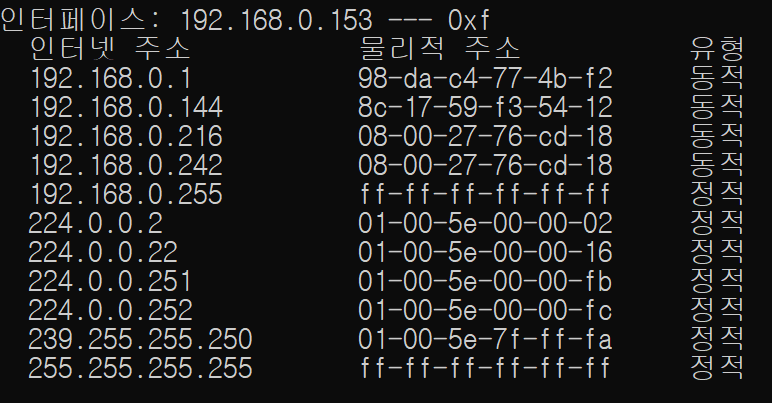 인터페이스: 192.168.0.153 --- 0xf
인터넷 주소 물리적 주소 유형
192.168.0.1 98-da-c4-77-4b-f2 동적
192.168.0.144 8c-17-59-f3-54-12 동적
192.168.0.216 08-00-27-76-cd-18 동적
192.168.0.242 08-00-27-76-cd-18 동적
192.168.0.255 ff-ff-ff-ff-ff-ff 정적
224.0.0.2 01-00-5e-00-00-02 정적
224.0.0.22 01-00-5e-00-00-16 정적
224.0.0.251 01-00-5e-00-00-fb 정적
224.0.0.252 01-00-5e-00-00-fc 정적
239.255.255.250 01-00-5e-7f-ff-fa 정적
255.255.255.255 ff-ff-ff-ff-ff-ff 정적